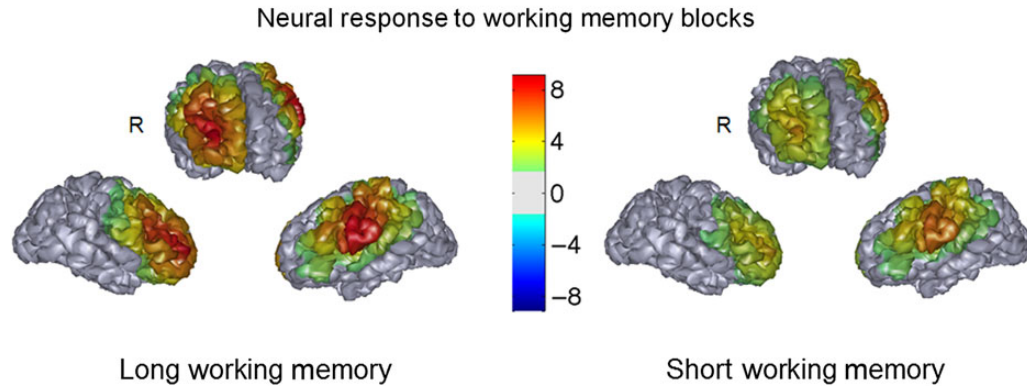 Neural response to working memory blocks
R
8
4
0
−4
−8
R
Long working memory
Short working memory